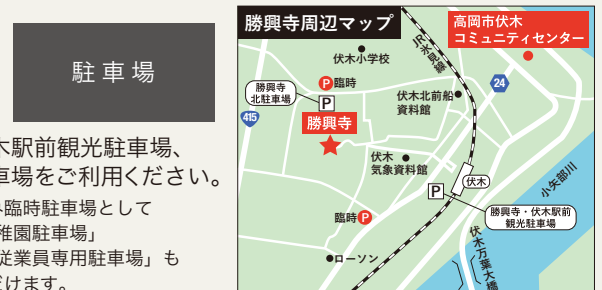 駐車場
木駅前観光駐車場、
車場をご利用ください。
臨時駐車場として
稚園駐車場」
従業員専用駐車場」も
だけます。
勝興寺周辺マップ
高岡市伏木
コミュニティセンター
JR氷見線
伏木小学校
P臨時
24
勝興寺
北駐車場
P
伏木北前船
資料館
415
勝興寺
伏木
気象資料館
伏木
P
小矢部川
臨時P
勝興寺・伏木駅前
観光駐車場
伏木万葉大橋
ローソン